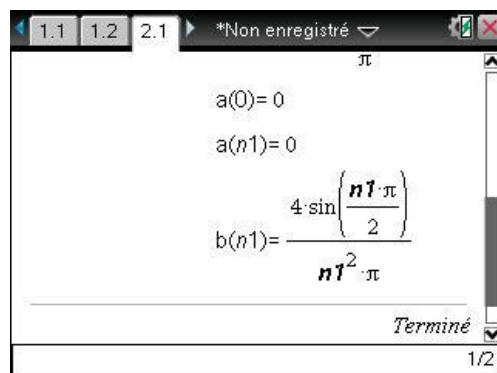 1.1 1.2 2.1 *Non enregistré
π
a(0)= 0
a(n1)= 0
b(n1)= 4·sin(n1·π/2)/n1²·π
Terminé
1/2